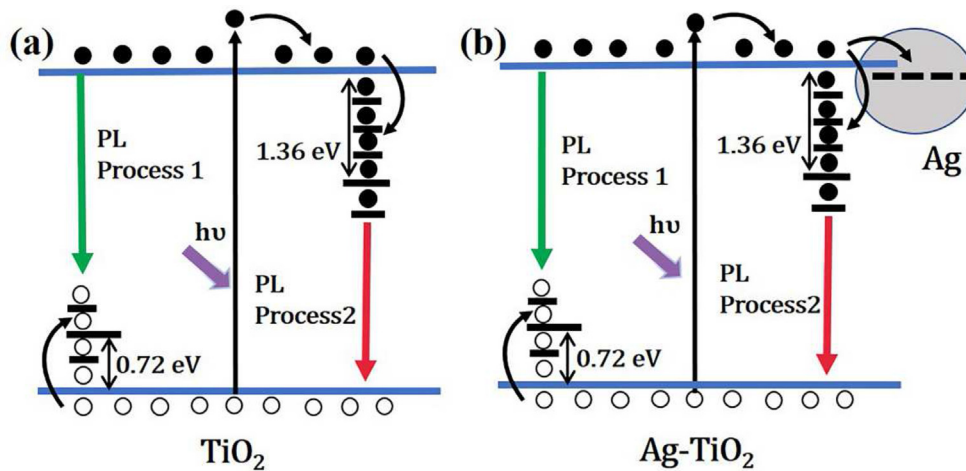 (a)
PL
Process 1
1.36 eV
hυ
PL
Process2
0.72 eV
TiO₂
(b)
PL
Process 1
1.36 eV
Ag
hυ
PL
Process2
0.72 eV
Ag-TiO₂